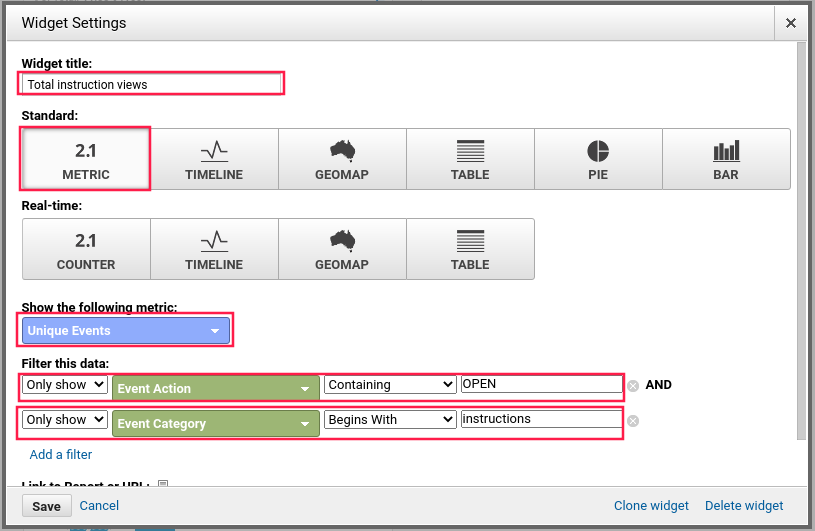 Widget Settings
Widget title:
Total instruction views
Standard:
2.1 METRIC
TIMELINE
GEOMAP
TABLE
PIE
BAR
Real-time:
2.1 COUNTER
TIMELINE
GEOMAP
TABLE
Show the following metric:
Unique Events
Filter this data:
Only show Event Action Containing OPEN AND
Only show Event Category Begins With instructions
Add a filter
Link to Report or URL:
Save Cancel Clone widget Delete widget